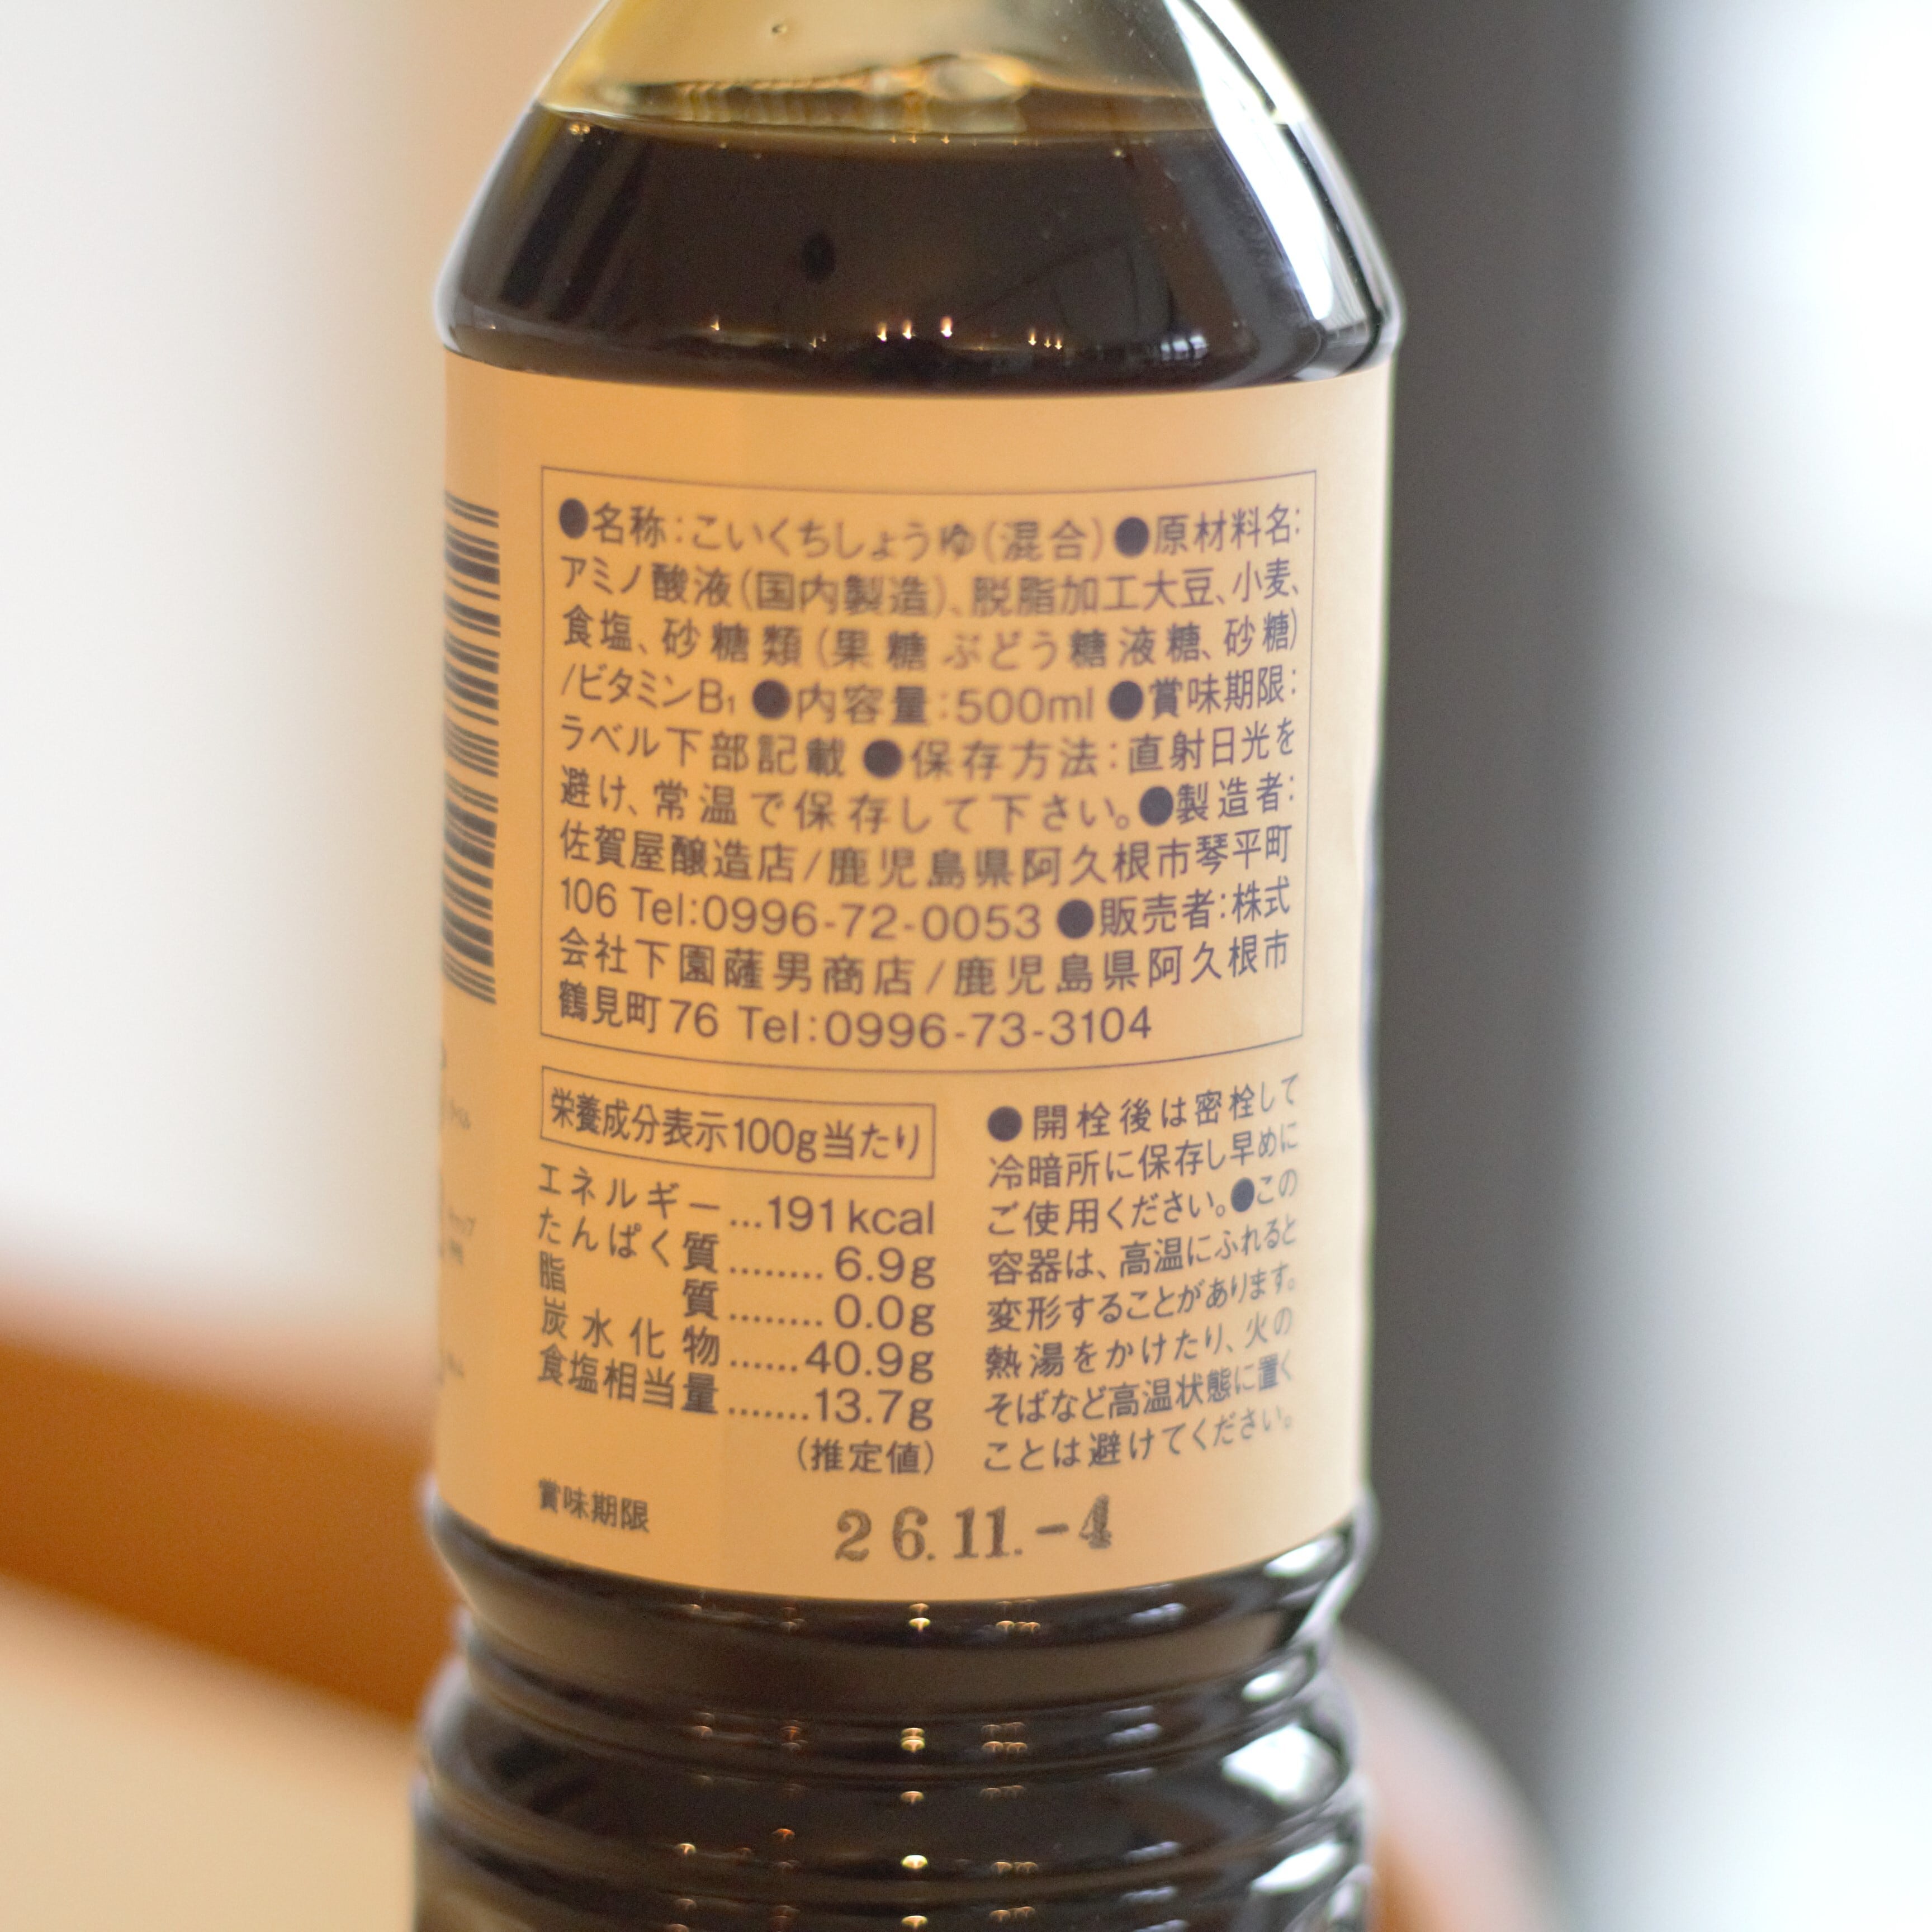 ●名称:こいくちしょうゆ(混合)●原材料名:
アミノ酸液(国内製造)、脱脂加工大豆、小麦、
食塩、砂糖類(果糖ぶどう糖液糖、砂糖)
/ビタミンB₁ ●内容量:500ml ●賞味期限:
ラベル下部記載 ●保存方法:直射日光を
避け、常温で保存して下さい。●製造者:
佐賀屋醸造店/鹿児島県阿久根市琴平町
106 Tel:0996-72-0053 ●販売者:株式
会社下園薩男商店/鹿児島県阿久根市
鶴見町76 Tel:0996-73-3104
栄養成分表示100g当たり
エネルギー…191kcal
たんぱく質........6.9g
脂質........0.0g
炭水化物......40.9g
食塩相当量.......13.7g
(推定値)
●開栓後は密栓して
冷暗所に保存し早めに
ご使用ください。●この
容器は、高温にふれると
変形することがあります。
熱湯をかけたり、火の
そばなど高温状態に置く
ことは避けてください。
賞味期限 26.11.-4